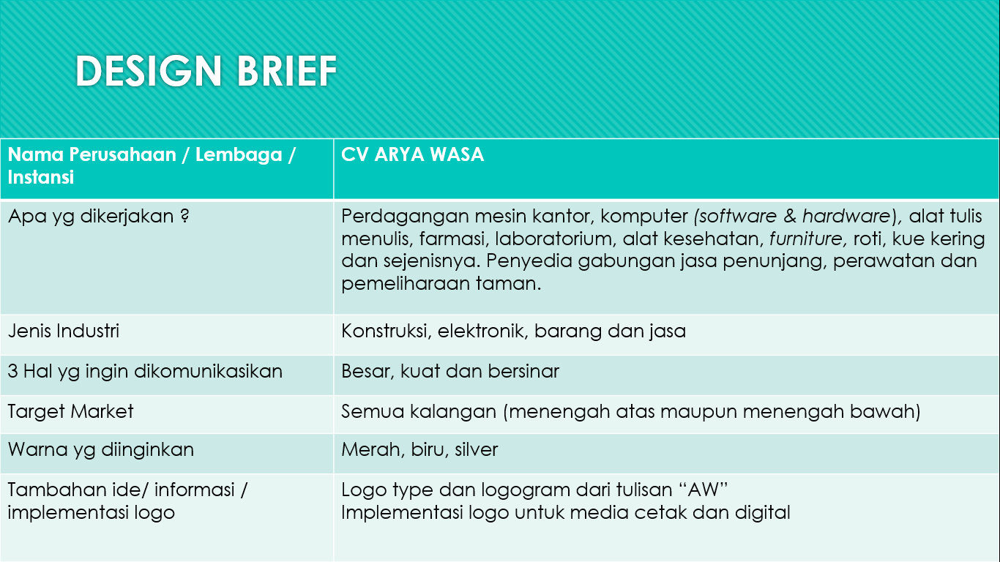 DESIGN BRIEF
Nama Perusahaan / Lembaga /
Instansi
CV ARYA WASA
Apa yg dikerjakan ?
Perdagangan mesin kantor, komputer (software & hardware), alat tulis
menulis, farmasi, laboratorium, alat kesehatan, furniture, roti, kue kering
dan sejenisnya. Penyedia gabungan jasa penunjang, perawatan dan
pemeliharaan taman.
Jenis Industri
Konstruksi, elektronik, barang dan jasa
3 Hal yg ingin dikomunikasikan
Besar, kuat dan bersinar
Target Market
Semua kalangan (menengah atas maupun menengah bawah)
Warna yg diinginkan
Merah, biru, silver
Tambahan ide/ informasi /
implementasi logo
Logo type dan logogram dari tulisan “AW”
Implementasi logo untuk media cetak dan digital